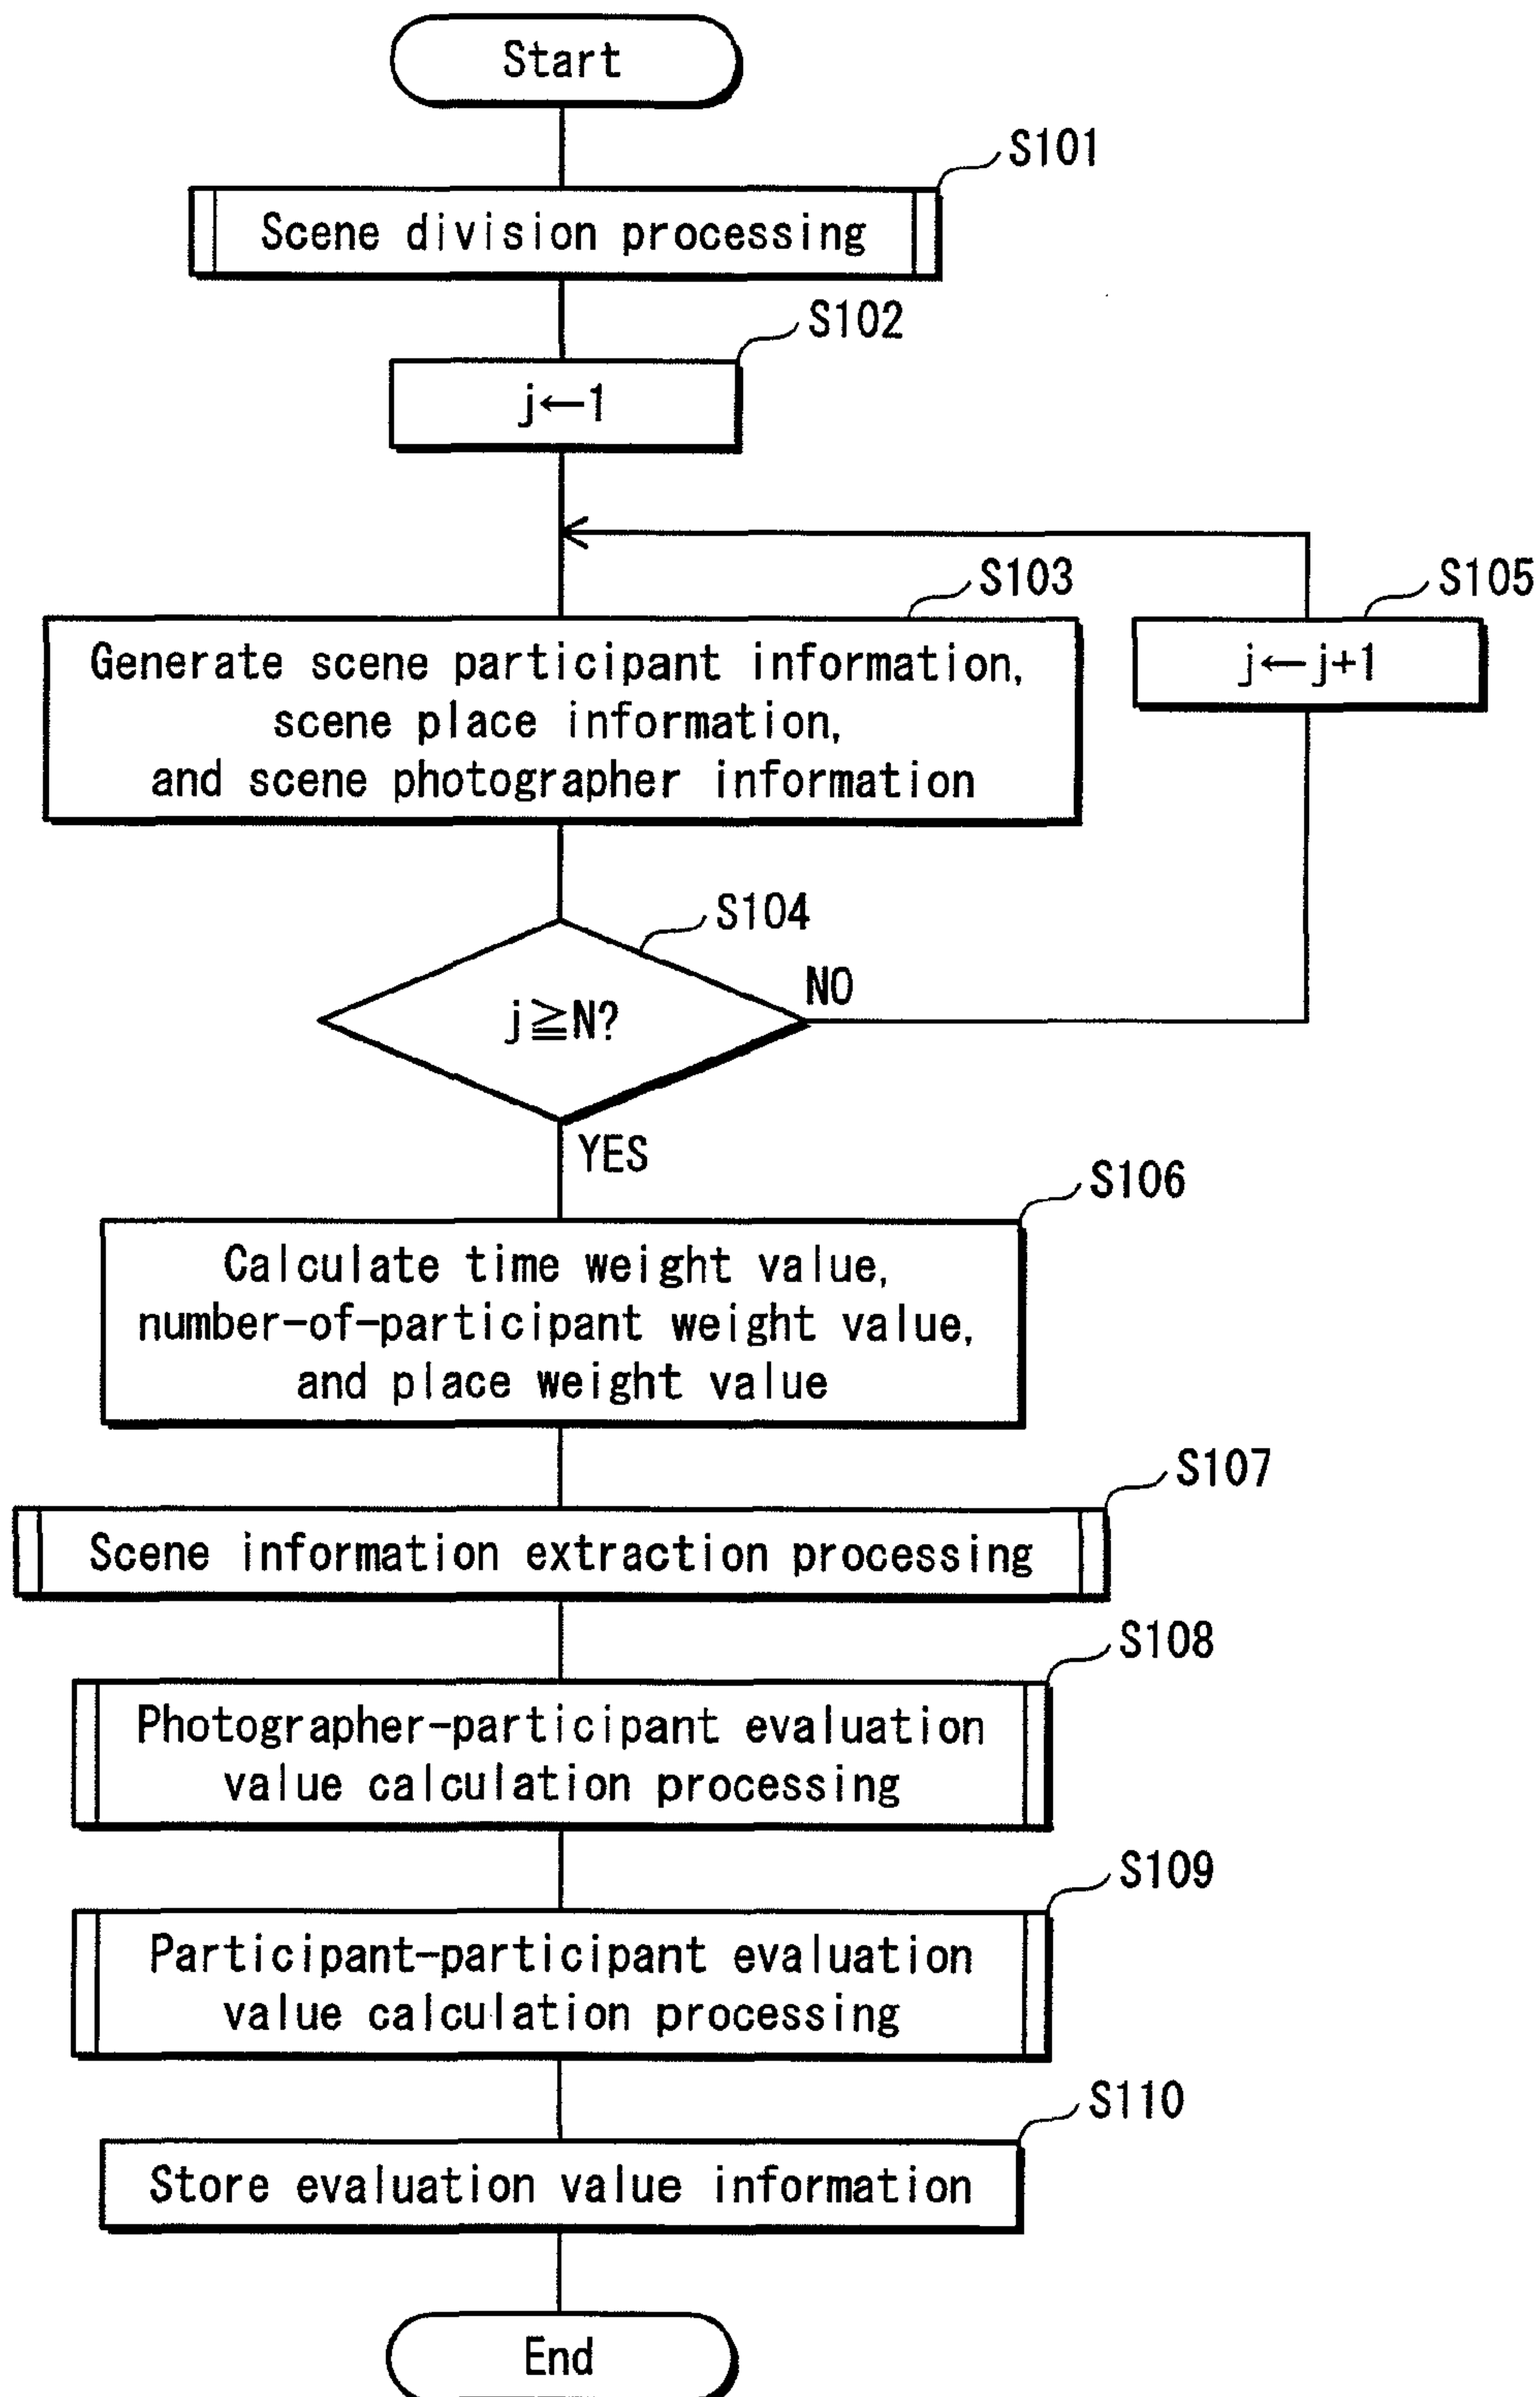 Start
S101
Scene division processing
S102
j←1
S103
Generate scene participant information,
scene place information,
and scene photographer information
S105
j←j+1
S104
j≧N?
NO
YES
S106
Calculate time weight value,
number-of-participant weight value,
and place weight value
S107
Scene information extraction processing
S108
Photographer-participant evaluation
value calculation processing
S109
Participant-participant evaluation
value calculation processing
S110
Store evaluation value information
End